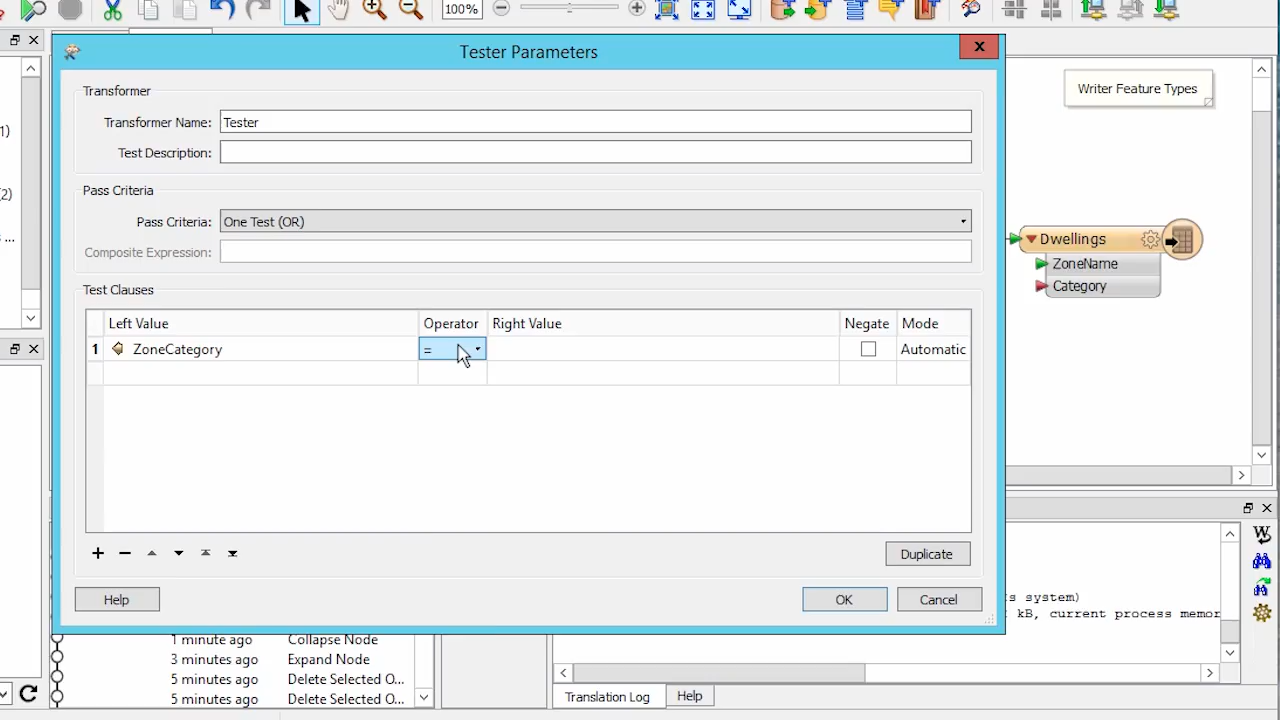 100%
Tester Parameters
Transformer
Transformer Name: Tester
Test Description:
Pass Criteria
Pass Criteria: One Test (OR)
Composite Expression:
Test Clauses
Left Value Operator Right Value Negate Mode
1 ZoneCategory = Automatic
Duplicate
Help OK Cancel
1)
(2)
...
Writer Feature Types
Dwellings
ZoneName
Category
1 minute ago Collapse Node
3 minutes ago Expand Node
5 minutes ago Delete Selected O...
5 minutes ago Delete Selected O...
s system)
kB, current process memor
Translation Log Help